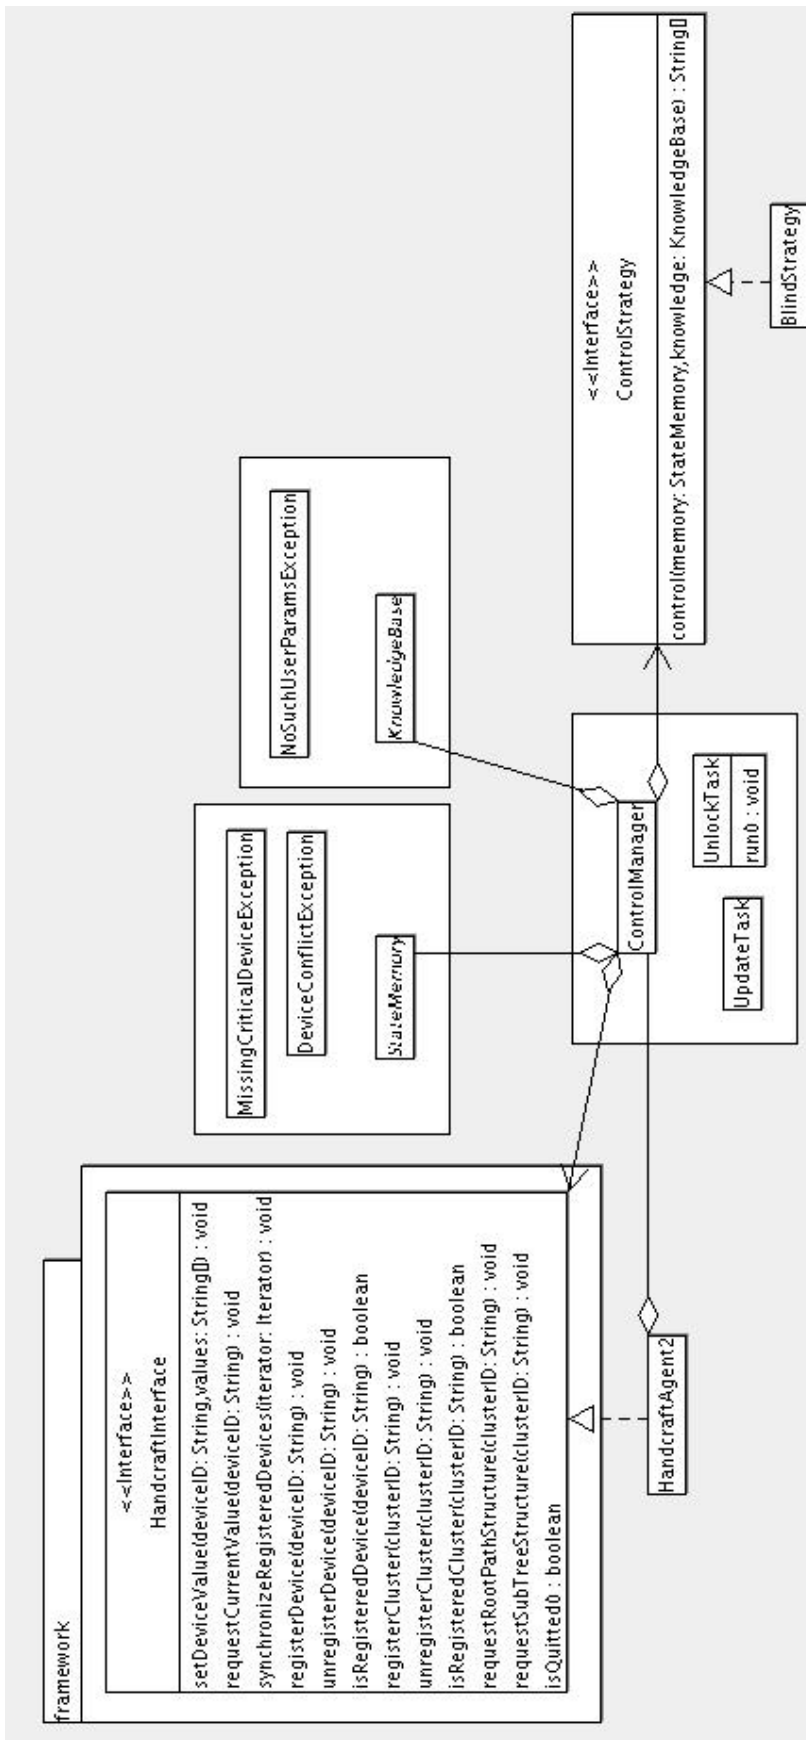 framework
<<Interface>>
HandcraftInterface
setDeviceValue(deviceID: String,values: String[]) : void
requestCurrentValue(deviceID: String) : void
synchronizeRegisteredDevices(iterator: Iterator) : void
registerDevice(deviceID: String) : void
unregisterDevice(deviceID: String) : void
isRegisteredDevice(deviceID: String) : boolean
registerCluster(clusterID: String) : void
unregisterCluster(clusterID: String) : void
isRegisteredCluster(clusterID: String) : boolean
requestRootPathStructure(clusterID: String) : void
requestSubTreeStructure(clusterID: String) : void
isQuitted() : boolean
HandcraftAgent2
MissingCriticalDeviceException
DeviceConflictException
StateMemory
NoSuchUserParamsException
KnowledgeBase
ControlManager
UpdateTask
UnlockTask
run() : void
<<Interface>>
ControlStrategy
control(memory: StateMemory,knowledge: KnowledgeBase) : String[]
BlindStrategy